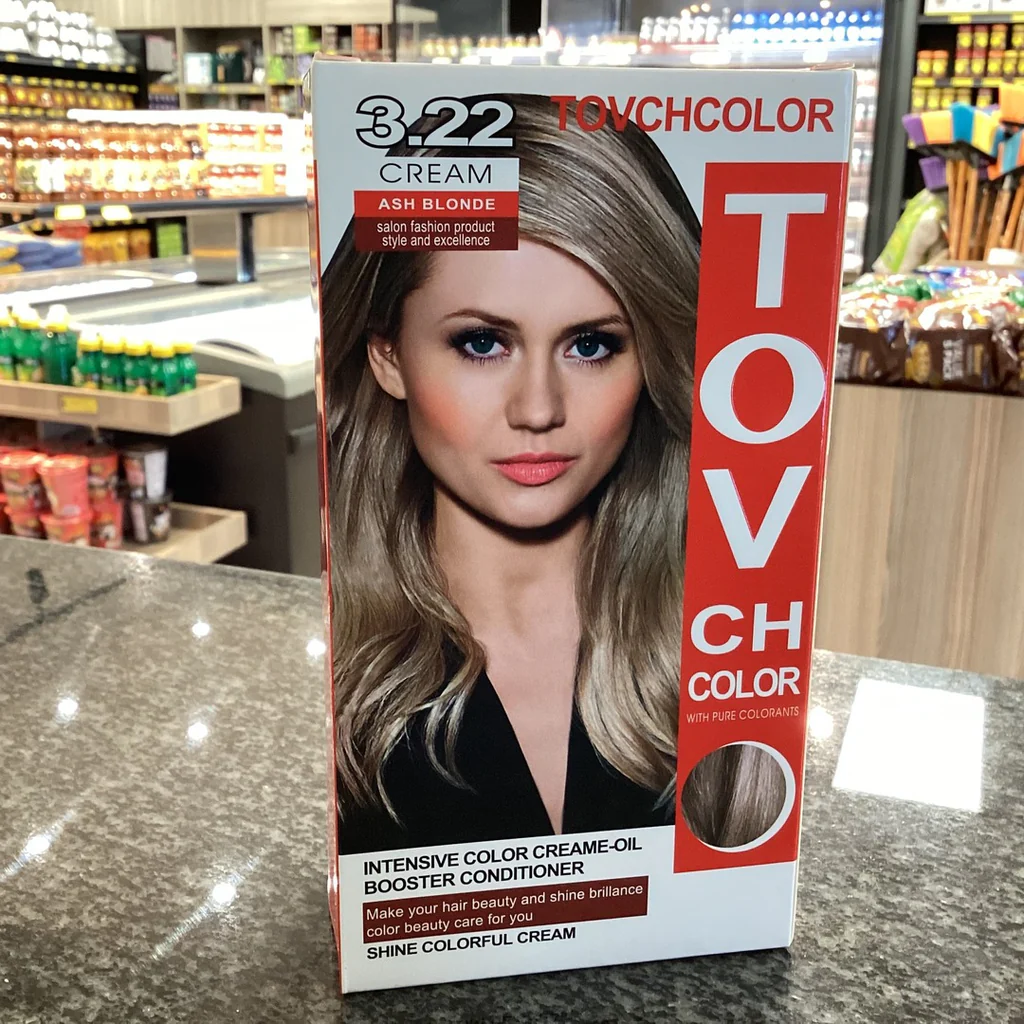 3.22
CREAM
ASH BLONDE
salon fashion product
style and excellence
TOVCHCOLOR
TOV
CH
COLOR
WITH PURE COLORANTS
INTENSIVE COLOR CREAME-OIL
BOOSTER CONDITIONER
Make your hair beauty and shine brillance
color beauty care for you
SHINE COLORFUL CREAM